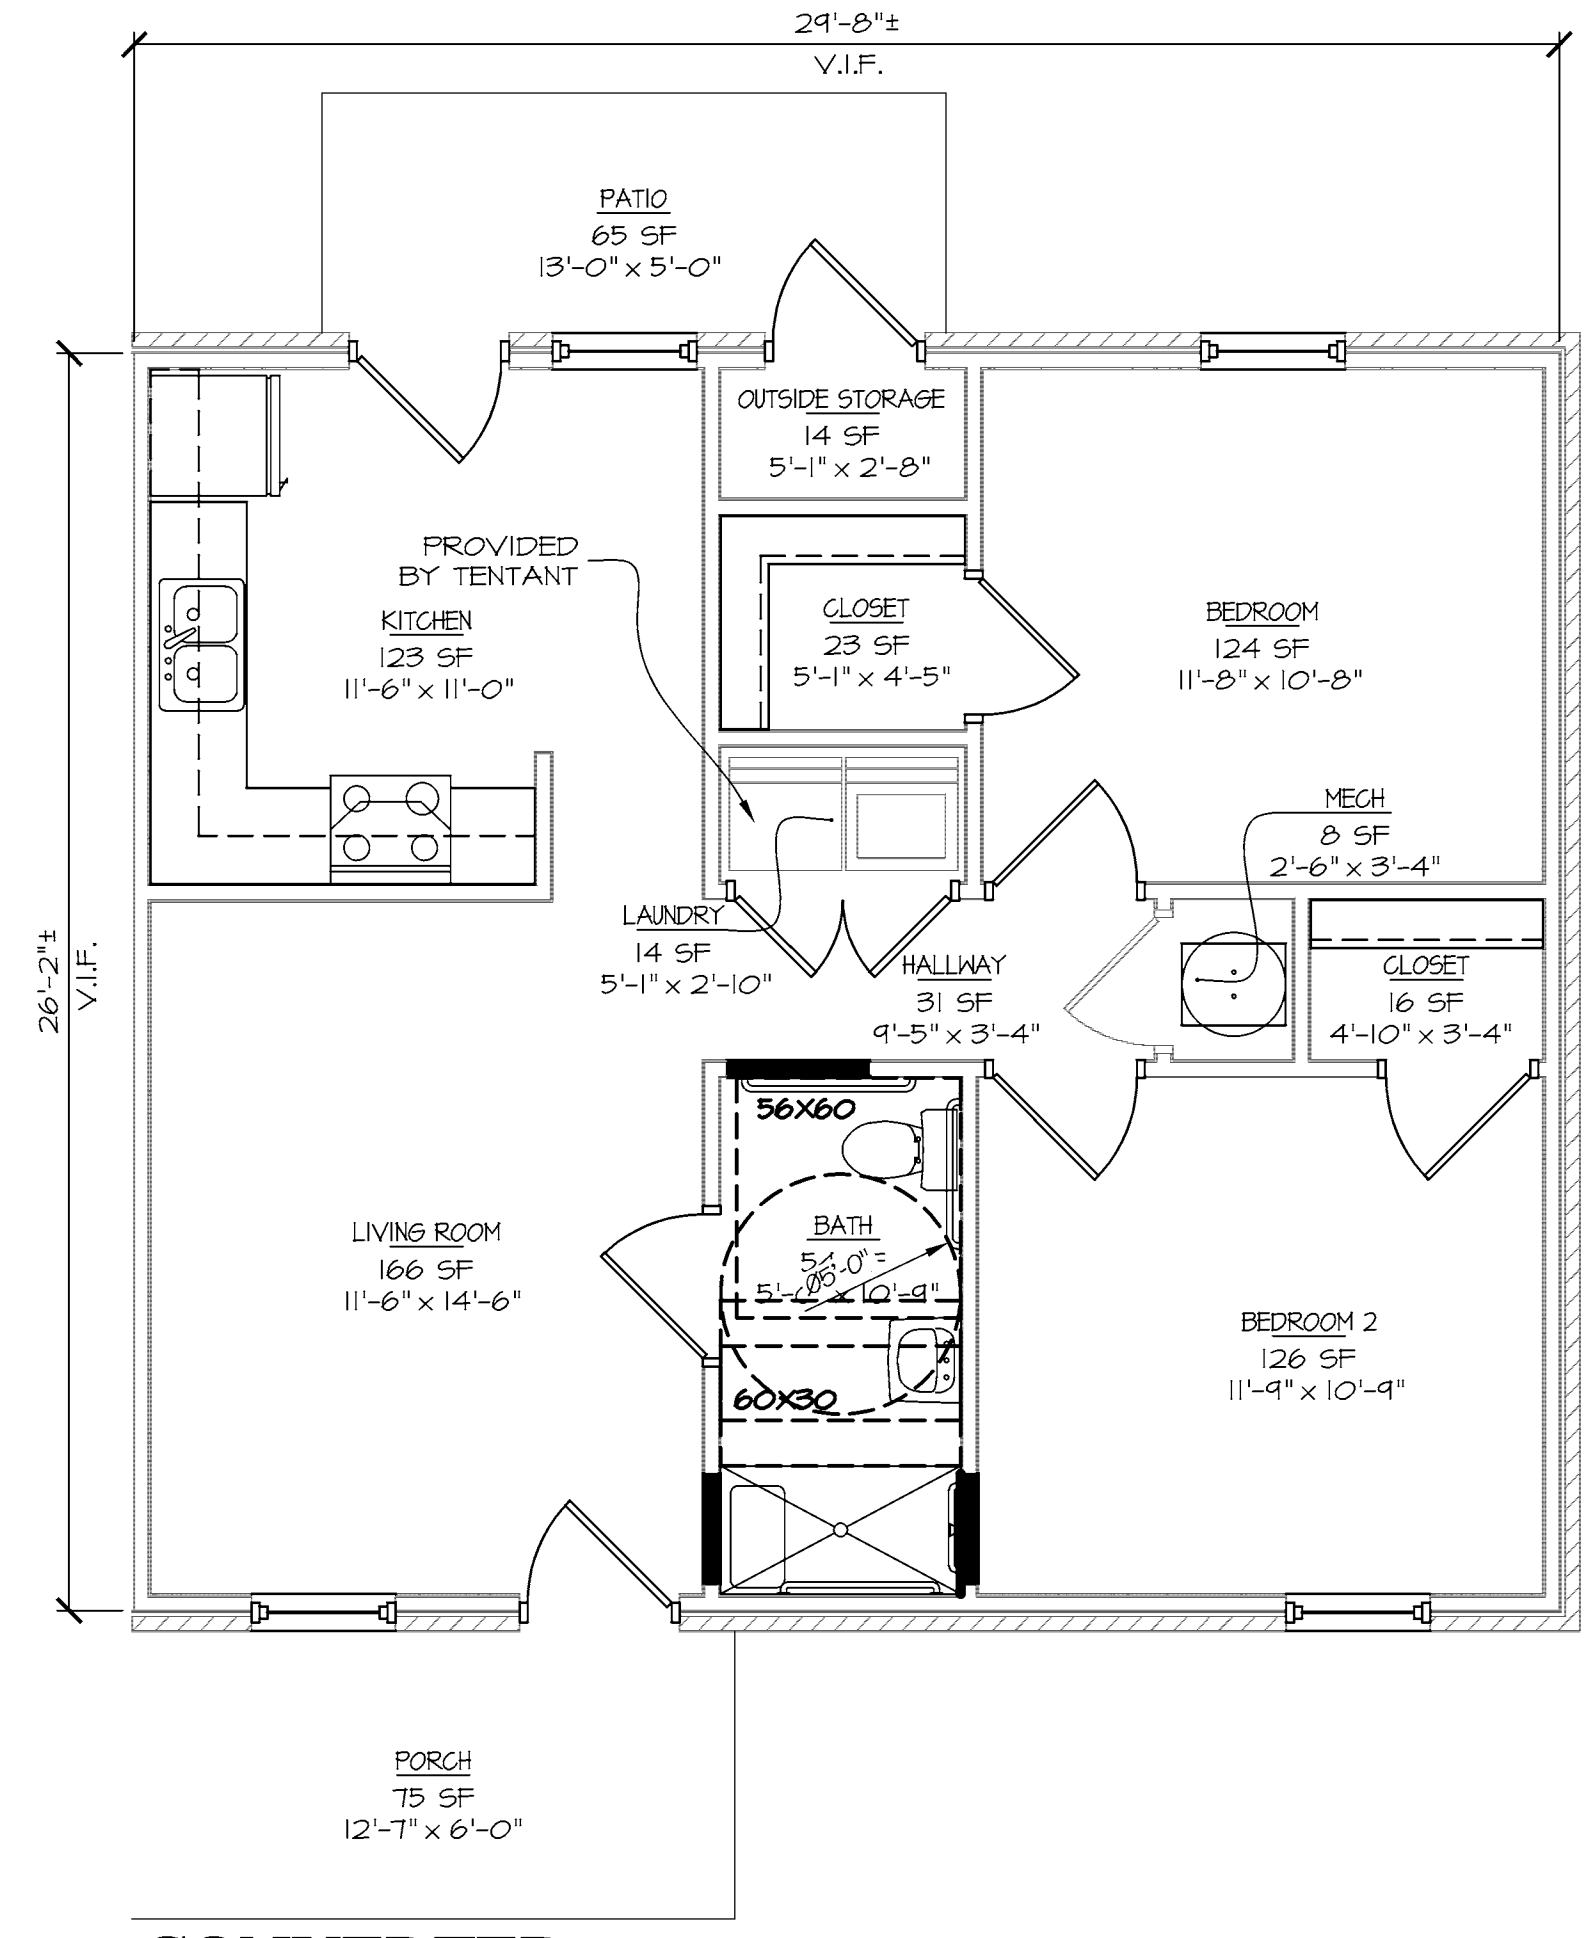 29'-8"±
V.I.F.
PATIO
65 SF
13'-0" x 5'-0"
OUTSIDE STORAGE
14 SF
5'-1" x 2'-8"
PROVIDED
BY TENTANT
KITCHEN
123 SF
11'-6" x 11'-0"
CLOSET
23 SF
5'-1" x 4'-5"
BEDROOM
124 SF
11'-8" x 10'-8"
MECH
8 SF
2'-6" x 3'-4"
LAUNDRY
14 SF
5'-1" x 2'-10"
HALLWAY
31 SF
9'-5" x 3'-4"
CLOSET
16 SF
4'-10" x 3'-4"
26'-2"±
V.I.F.
56X60
LIVING ROOM
166 SF
11'-6" x 14'-6"
BATH
Ø5'-0"
x 10'-9"
60X30
BEDROOM 2
126 SF
11'-9" x 10'-9"
PORCH
75 SF
12'-7" x 6'-0"